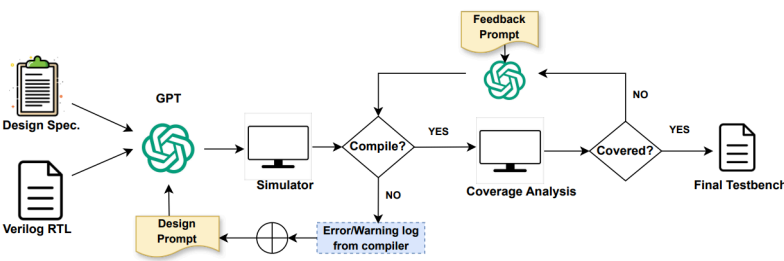 Feedback
Prompt
GPT
Design Spec.
NO
YES
YES
Compile?
Covered?
Simulator
Coverage Analysis
Final Testbench
NO
Verilog RTL
Design
Prompt
Error/Warning log
from compiler